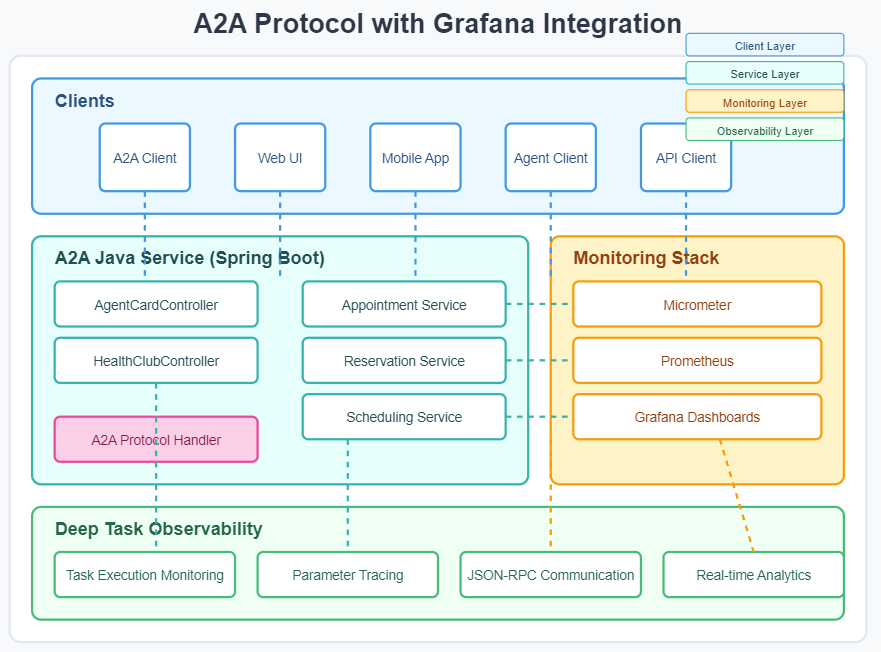 A2A Protocol with Grafana Integration
Client Layer
Service Layer
Monitoring Layer
Observability Layer
Clients
A2A Client
Web UI
Mobile App
Agent Client
API Client
A2A Java Service (Spring Boot)
AgentCardController
HealthClubController
A2A Protocol Handler
Appointment Service
Reservation Service
Scheduling Service
Monitoring Stack
Micrometer
Prometheus
Grafana Dashboards
Deep Task Observability
Task Execution Monitoring
Parameter Tracing
JSON-RPC Communication
Real-time Analytics